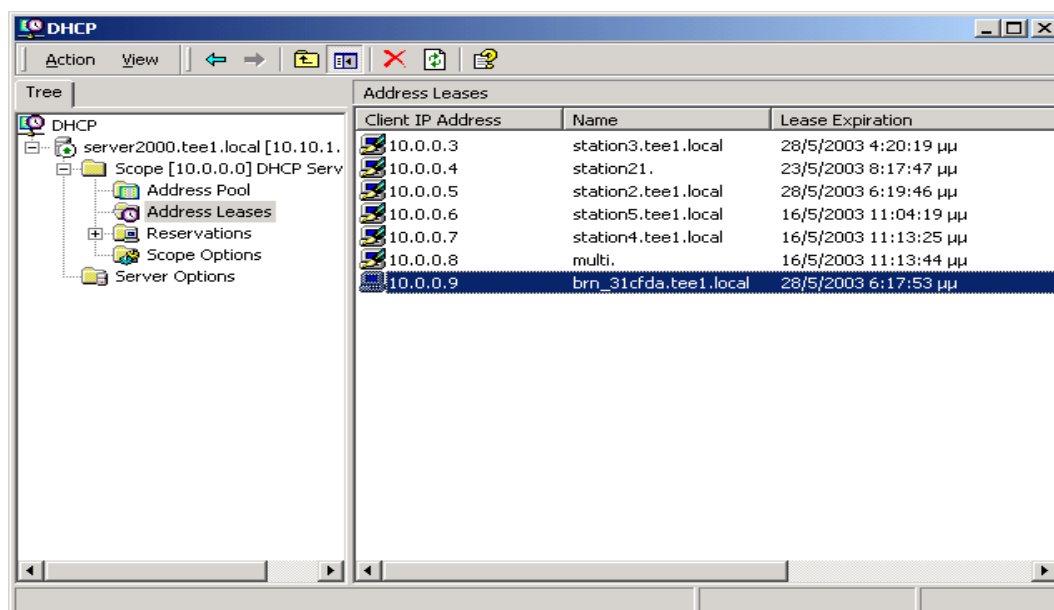 DHCP
Action View
Tree
Address Leases
DHCP
server2000.tee1.local [10.10.1.
Scope [10.0.0.0] DHCP Serv
Address Pool
Address Leases
Reservations
Scope Options
Server Options
Client IP Address Name Lease Expiration
10.0.0.3 station3.tee1.local 28/5/2003 4:20:19 μμ
10.0.0.4 station21. 23/5/2003 8:17:47 μμ
10.0.0.5 station2.tee1.local 28/5/2003 6:19:46 μμ
10.0.0.6 station5.tee1.local 16/5/2003 11:04:19 μμ
10.0.0.7 station4.tee1.local 16/5/2003 11:13:25 μμ
10.0.0.8 multi. 16/5/2003 11:13:44 μμ
10.0.0.9 brn_31cfda.tee1.local 28/5/2003 6:17:53 μμ